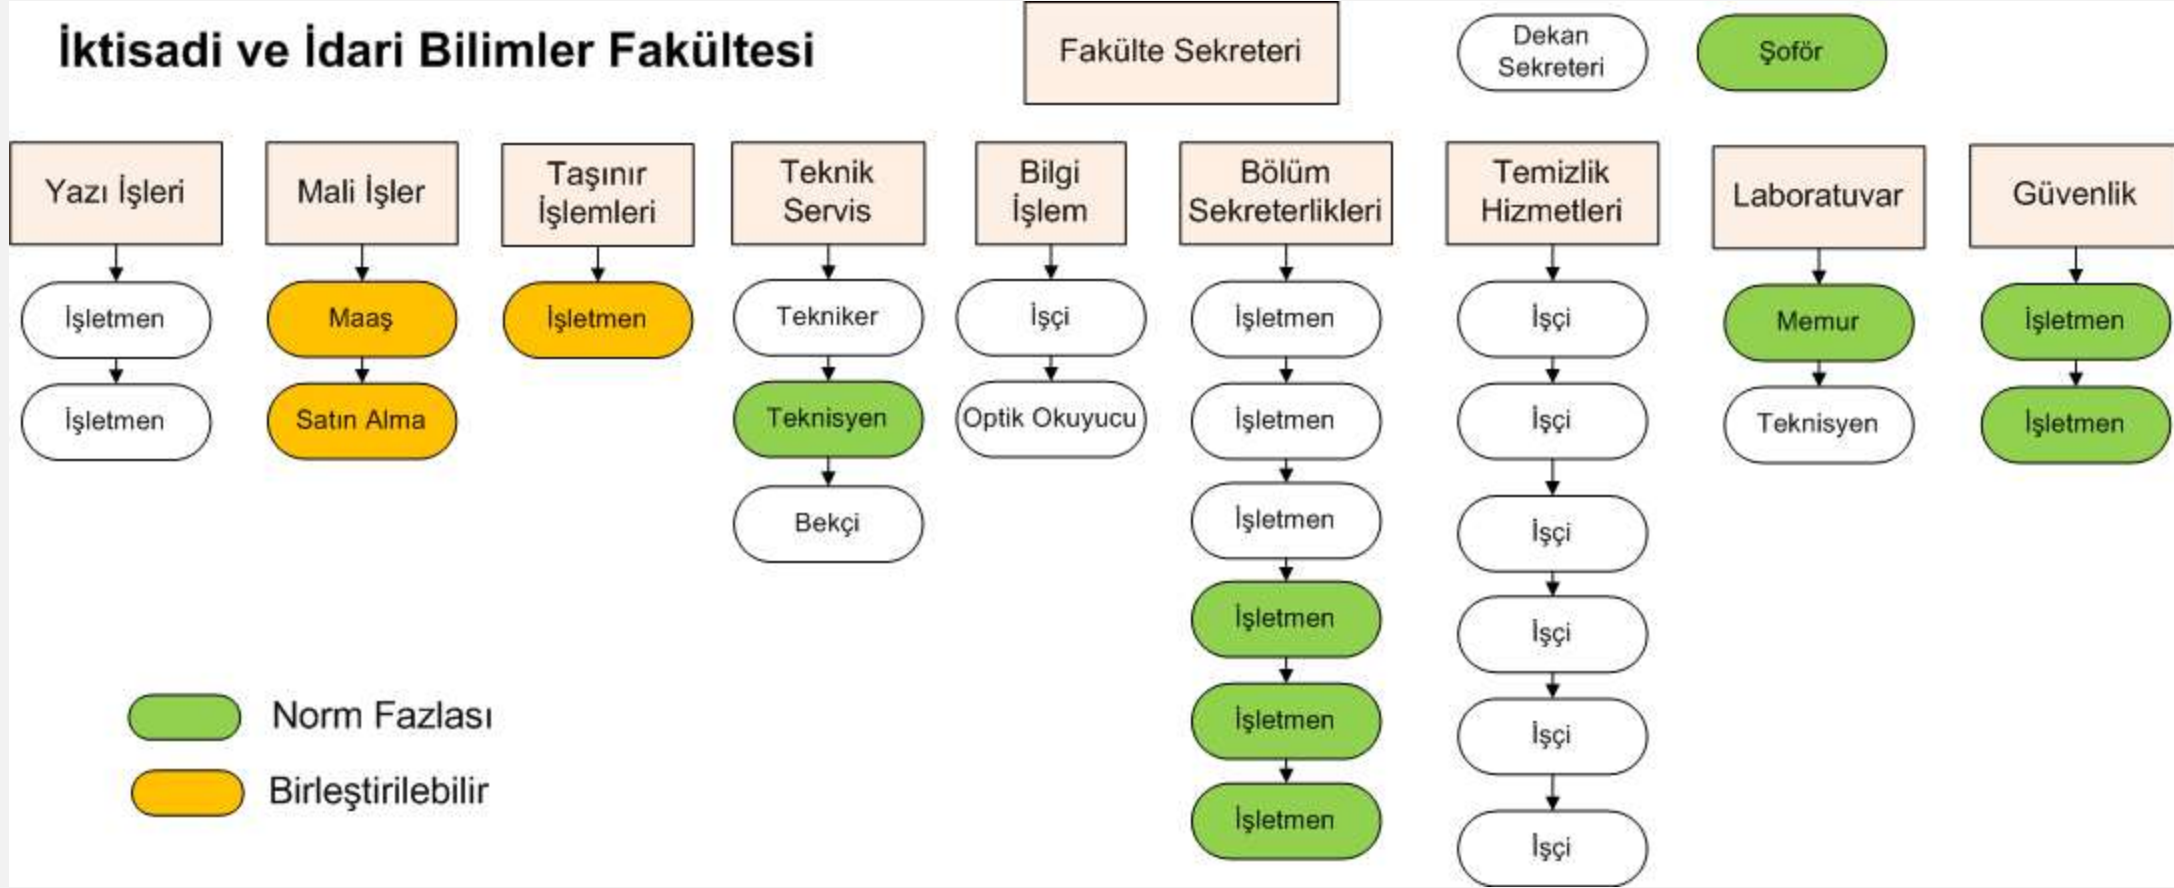 İktisadi ve İdari Bilimler Fakültesi
Fakülte Sekreteri
Dekan
Sekreteri
Şoför
Yazı İşleri
İşletmen
İşletmen
Mali İşler
Maaş
Satın Alma
Taşınır
İşlemleri
İşletmen
Teknik
Servis
Tekniker
Teknisyen
Bekçi
Bilgi
İşlem
İşçi
Optik Okuyucu
Bölüm
Sekreterlikleri
İşletmen
İşletmen
İşletmen
İşletmen
İşletmen
İşletmen
Temizlik
Hizmetleri
İşçi
İşçi
İşçi
İşçi
İşçi
İşçi
Laboratuvar
Memur
Teknisyen
Güvenlik
İşletmen
İşletmen
Norm Fazlası
Birleştirilebilir